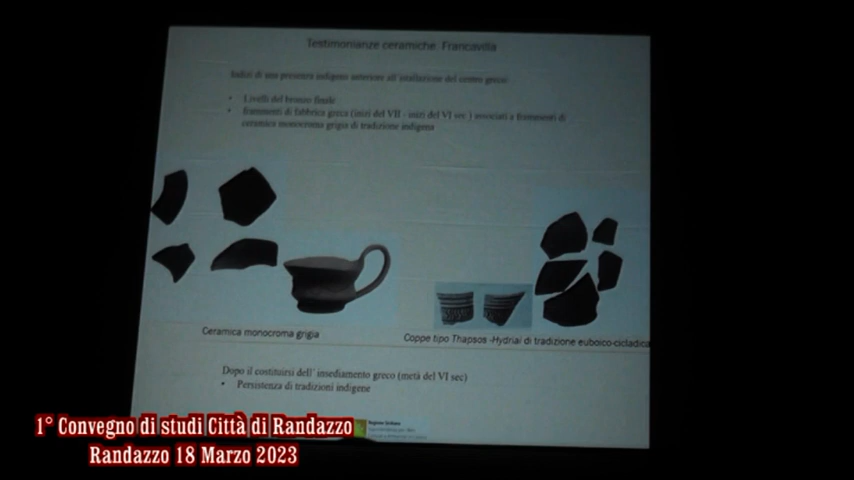 Testimonianze ceramiche. Francavilla
Indizi di una presenza indigena anteriore all'istallazione del centro greco
• Livelli del bronzo finale
• frammenti di fabbrica greca (inizi del VII - inizi del VI sec.) associati a frammenti di
ceramica monocroma grigia di tradizione indigena
Ceramica monocroma grigia
Coppe tipo Thapsos -Hydriai di tradizione euboico-cicladica
Dopo il costituirsi dell' insediamento greco (metà del VI sec)
• Persistenza di tradizioni indigene
Regione Siciliana
1° Convegno di studi Città di Randazzo
Randazzo 18 Marzo 2023